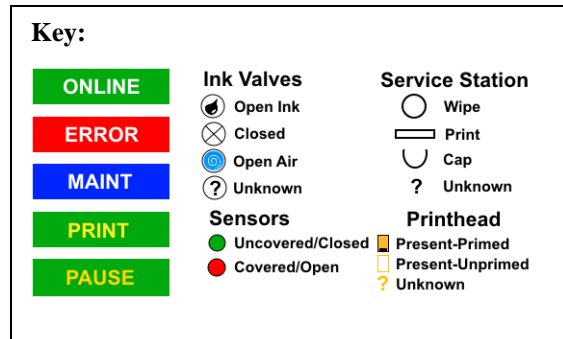 Key:
ONLINE
ERROR
MAINT
PRINT
PAUSE
Ink Valves
Open Ink
Closed
Open Air
? Unknown
Sensors
Uncovered/Closed
Covered/Open
Service Station
Wipe
Print
Cap
? Unknown
Printhead
Present-Primed
Present-Unprimed
? Unknown